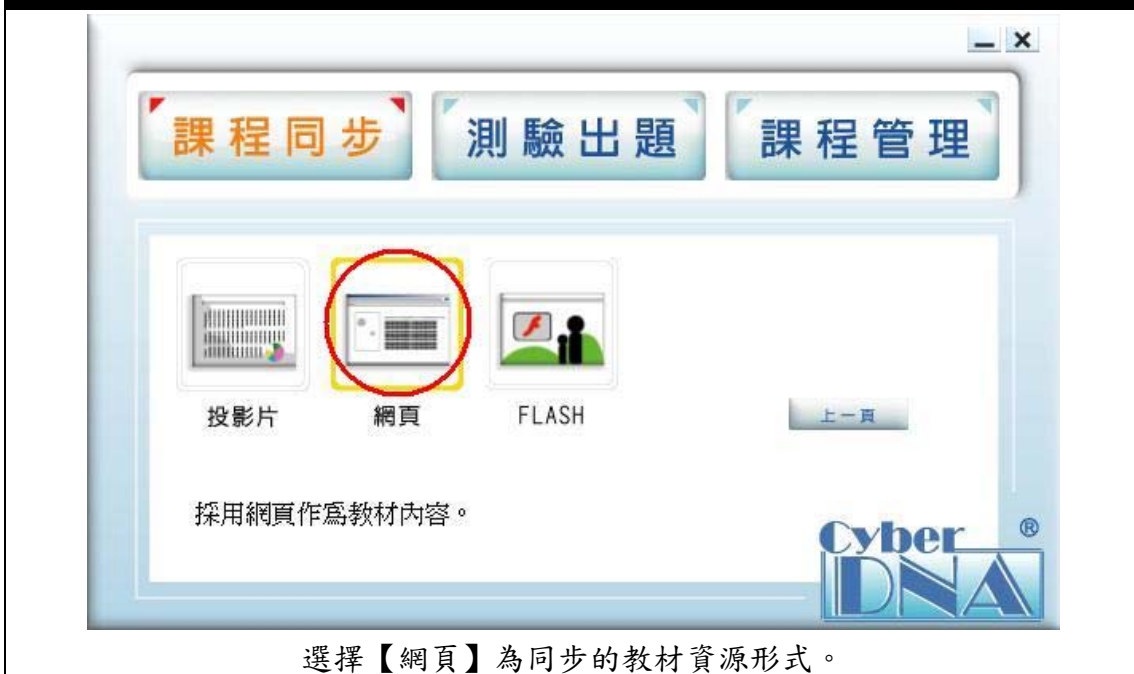 課程同步 測驗出題 課程管理
投影片 網頁 FLASH
上一頁
採用網頁作為教材內容。
Cyber ®
DNA
選擇【網頁】為同步的教材資源形式。